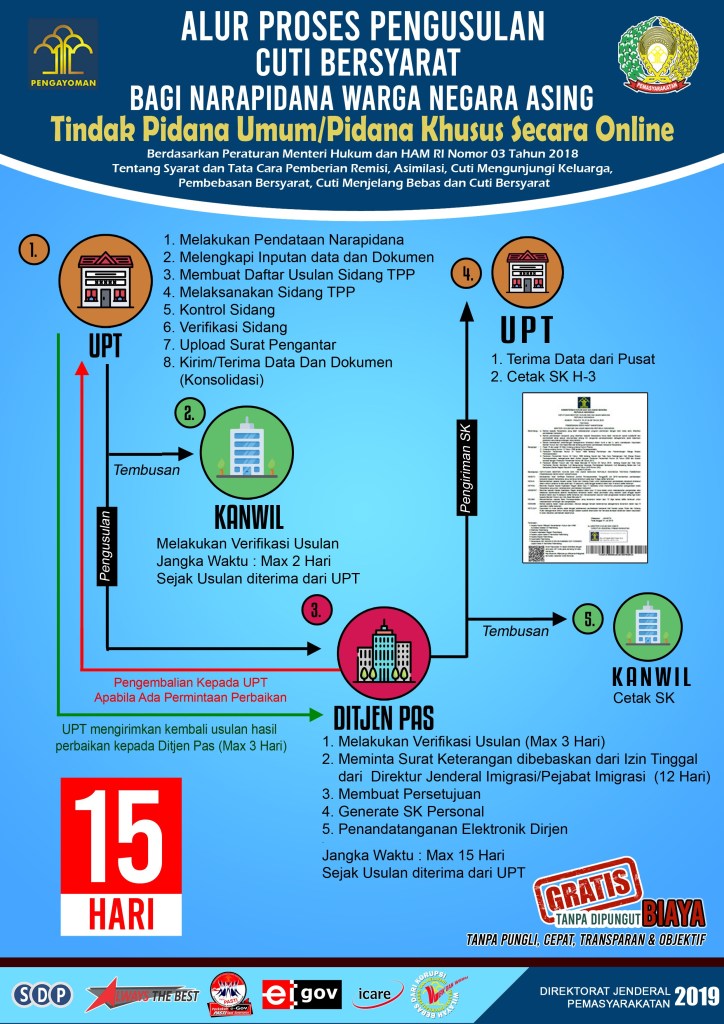 ALUR PROSES PENGUSULAN
CUTI BERSYARAT
BAGI NARAPIDANA WARGA NEGARA ASING
Tindak Pidana Umum/Pidana Khusus Secara Online
Berdasarkan Peraturan Menteri Hukum dan HAM RI Nomor 03 Tahun 2018
Tentang Syarat dan Tata Cara Pemberian Remisi, Asimilasi, Cuti Mengunjungi Keluarga,
Pembebasan Bersyarat, Cuti Menjelang Bebas dan Cuti Bersyarat
PENGAYOMAN
PEMASYARAKATAN
1.
UPT
1. Melakukan Pendataan Narapidana
2. Melengkapi Inputan data dan Dokumen
3. Membuat Daftar Usulan Sidang TPP
4. Melaksanakan Sidang TPP
5. Kontrol Sidang
6. Verifikasi Sidang
7. Upload Surat Pengantar
8. Kirim/Terima Data Dan Dokumen
(Konsolidasi)
4.
UPT
1. Terima Data dari Pusat
2. Cetak SK H-3
2.
Tembusan
KANWIL
Melakukan Verifikasi Usulan
Jangka Waktu : Max 2 Hari
Sejak Usulan diterima dari UPT
Pengusulan
Pengiriman SK
3.
DITJEN PAS
Tembusan
5.
KANWIL
Cetak SK
Pengembalian Kepada UPT
Apabila Ada Permintaan Perbaikan
UPT mengirimkan kembali usulan hasil
perbaikan kepada Ditjen Pas (Max 3 Hari)
1. Melakukan Verifikasi Usulan (Max 3 Hari)
2. Meminta Surat Keterangan dibebaskan dari Izin Tinggal
dari Direktur Jenderal Imigrasi/Pejabat Imigrasi (12 Hari)
3. Membuat Persetujuan
4. Generate SK Personal
5. Penandatanganan Elektronik Dirjen
Jangka Waktu : Max 15 Hari
Sejak Usulan diterima dari UPT
15
HARI
GRATIS
TANPA DIPUNGUT BIAYA
TANPA PUNGLI, CEPAT, TRANSPARAN & OBJEKTIF
SDP
ALWAYS THE BEST
PASTI
e-gov
icare
WILAYAH BEBAS DARI KORUPSI
DIREKTORAT JENDERAL
PEMASYARAKATAN
2019